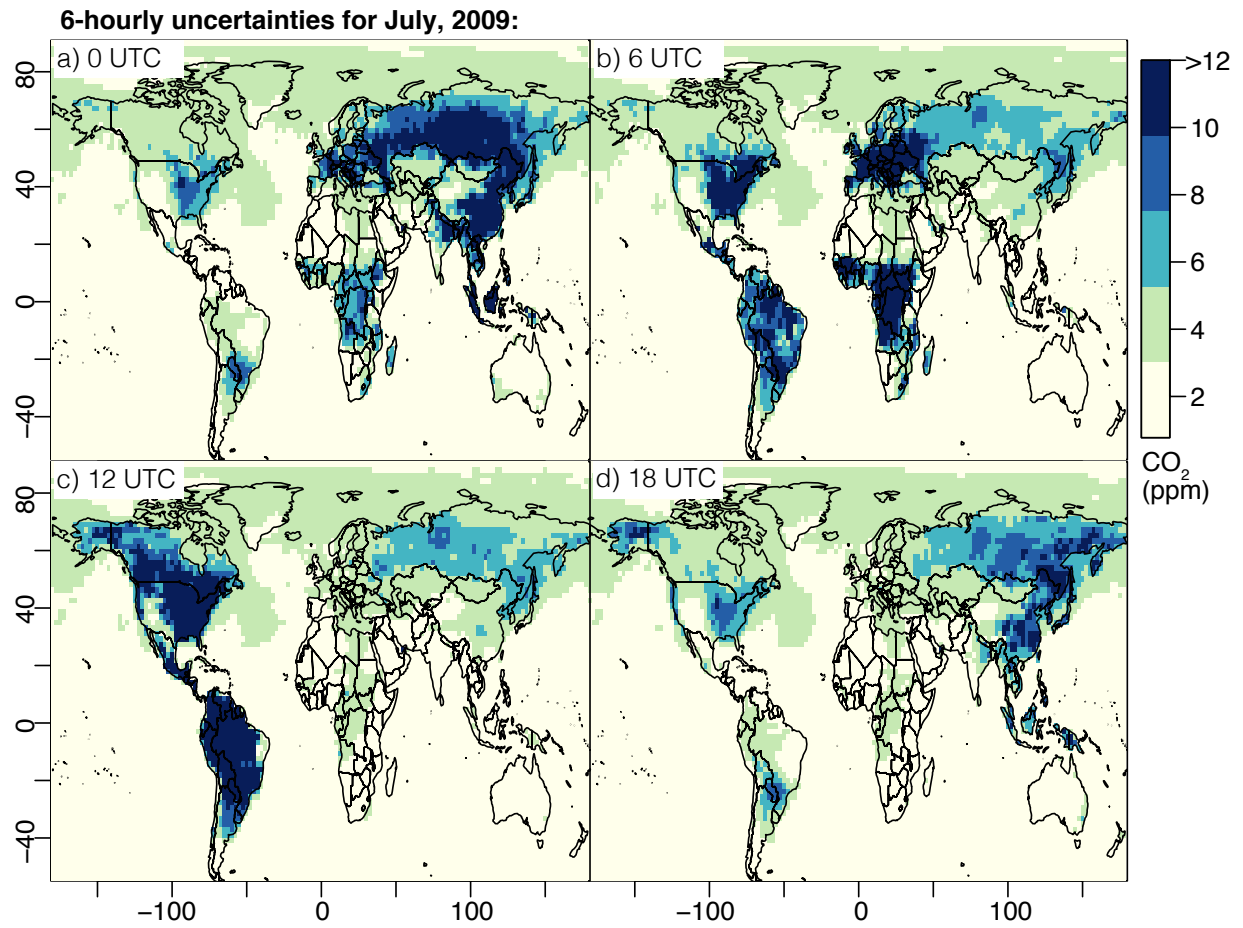 6-hourly uncertainties for July, 2009:
a) 0 UTC
b) 6 UTC
80
40
0
−40
>12
10
8
6
4
2
CO2
(ppm)
c) 12 UTC
d) 18 UTC
80
40
0
−40
−100 0 100
−100 0 100